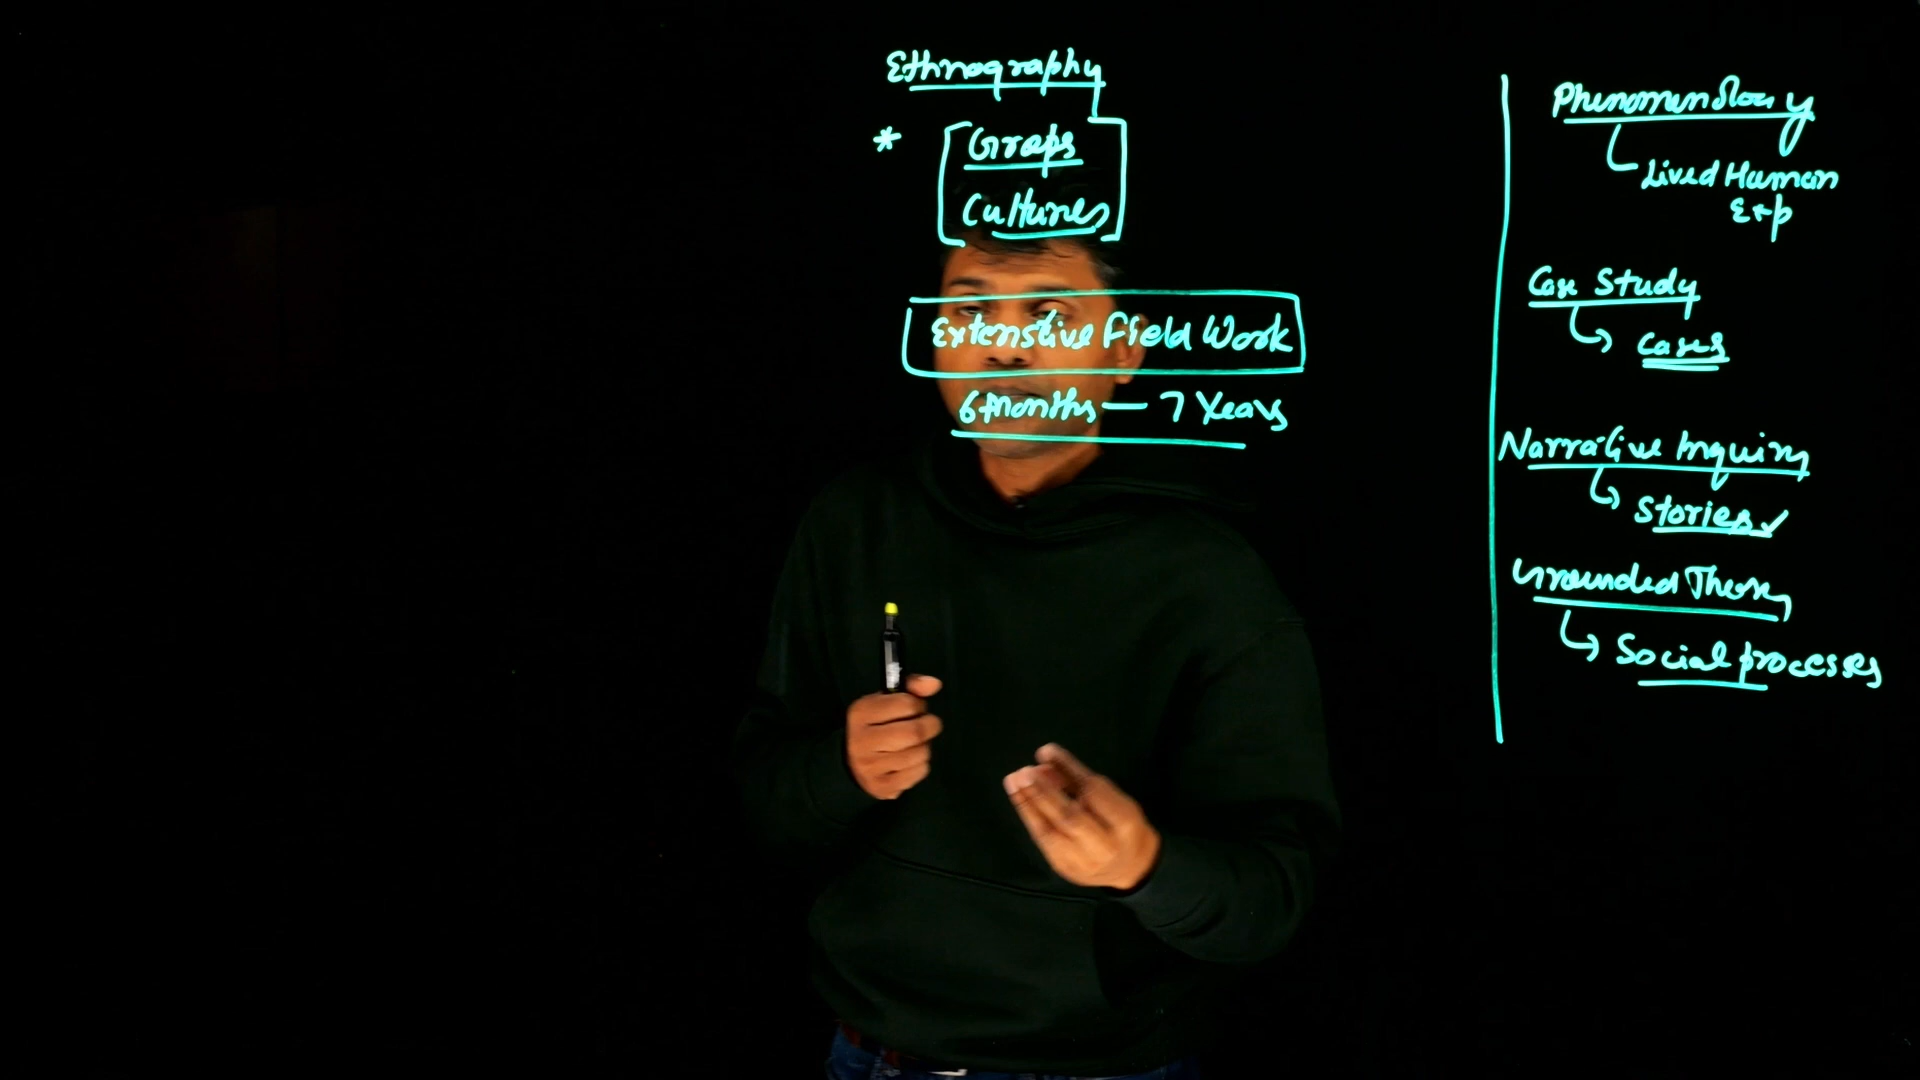 Ethnography
* Groups
Cultures
Extensive Field Work
6 Months — 7 Years
Phenomenology
Lived Human
Exp
Case Study
Cases
Narrative Inquiry
Stories ✓
Grounded Theory
Social processes